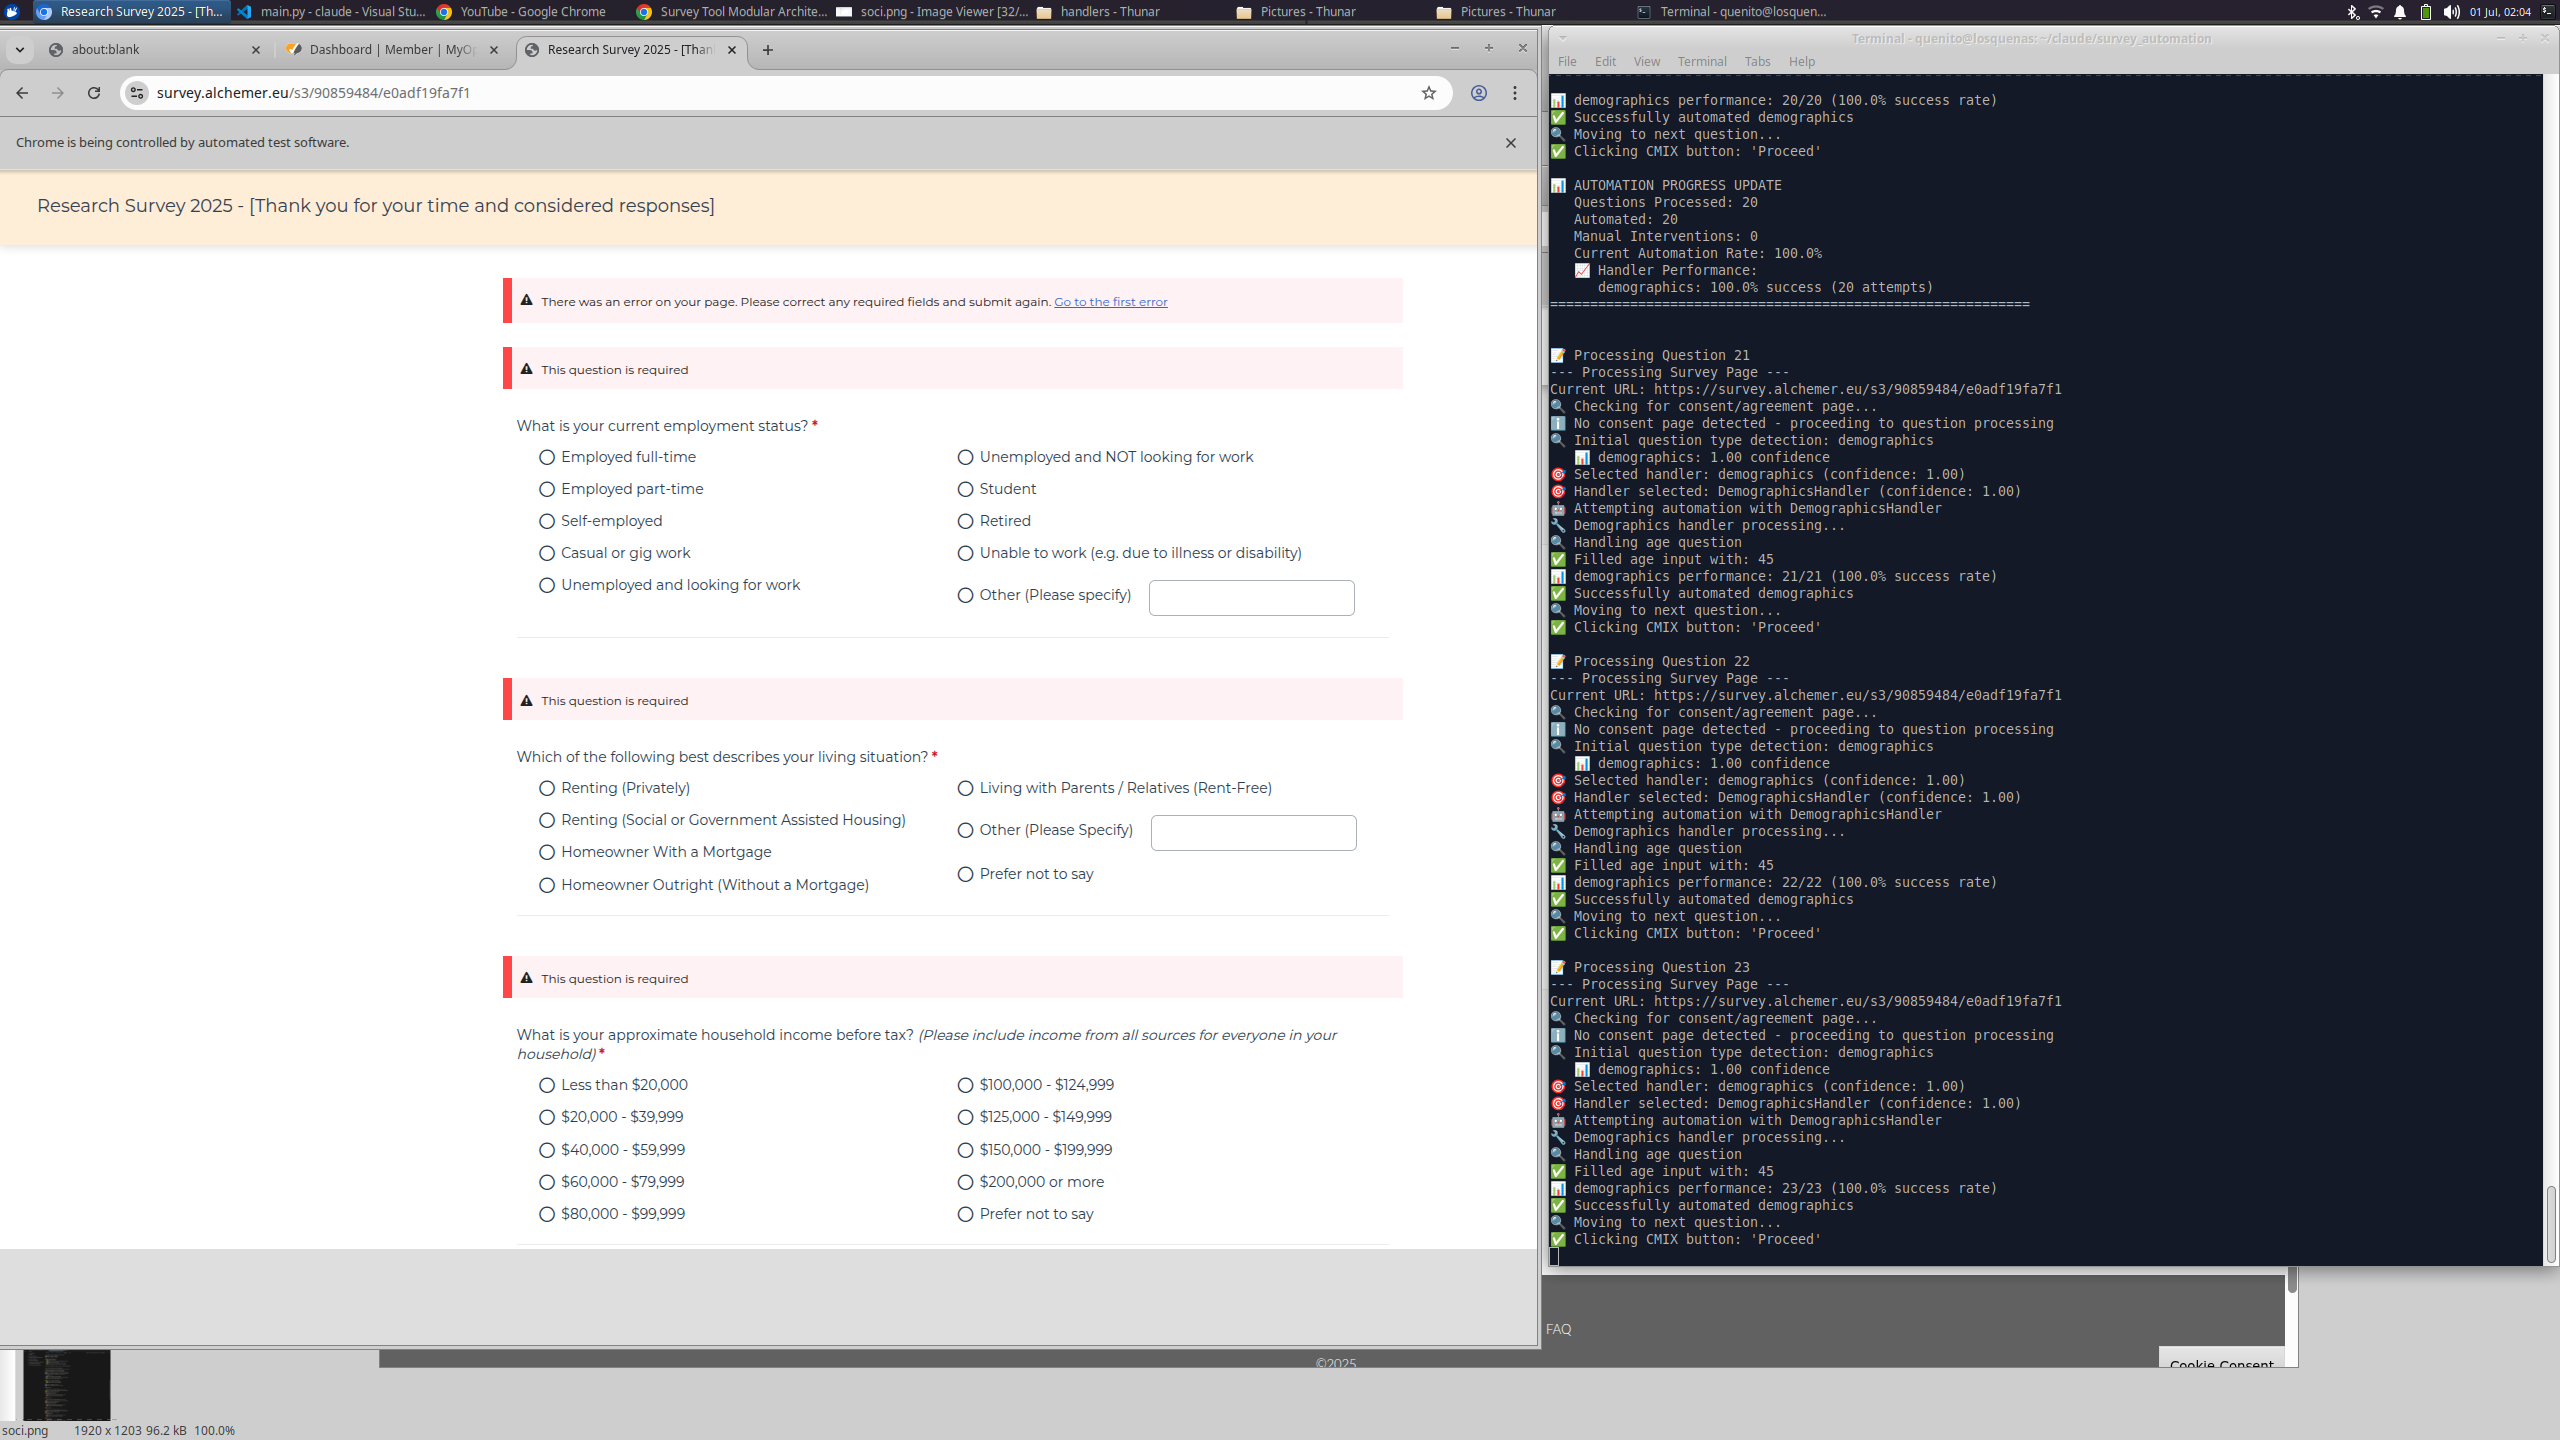 Research Survey 2025 - [Th...
main.py - claude - Visual Stu...
YouTube - Google Chrome
Survey Tool Modular Archite...
soci.png - Image Viewer [32/...
handlers - Thunar
Pictures - Thunar
Pictures - Thunar
Terminal - quenito@losquen...
01 Jul, 02:04
about:blank
Dashboard | Member | MyOp
Research Survey 2025 - [Than
survey.alchemer.eu/s3/90859484/e0adf19fa7f1
Chrome is being controlled by automated test software.
Research Survey 2025 - [Thank you for your time and considered responses]
There was an error on your page. Please correct any required fields and submit again. Go to the first error
This question is required
What is your current employment status? *
Employed full-time
Employed part-time
Self-employed
Casual or gig work
Unemployed and looking for work
Unemployed and NOT looking for work
Student
Retired
Unable to work (e.g. due to illness or disability)
Other (Please specify)
This question is required
Which of the following best describes your living situation? *
Renting (Privately)
Renting (Social or Government Assisted Housing)
Homeowner With a Mortgage
Homeowner Outright (Without a Mortgage)
Living with Parents / Relatives (Rent-Free)
Other (Please Specify)
Prefer not to say
This question is required
What is your approximate household income before tax? (Please include income from all sources for everyone in your
household) *
Less than $20,000
$20,000 - $39,999
$40,000 - $59,999
$60,000 - $79,999
$80,000 - $99,999
$100,000 - $124,999
$125,000 - $149,999
$150,000 - $199,999
$200,000 or more
Prefer not to say
Terminal - quenito@losquenas: ~/claude/survey_automation
File Edit View Terminal Tabs Help
📊 demographics performance: 20/20 (100.0% success rate)
✅ Successfully automated demographics
🔍 Moving to next question...
✅ Clicking CMIX button: 'Proceed'
📊 AUTOMATION PROGRESS UPDATE
Questions Processed: 20
Automated: 20
Manual Interventions: 0
Current Automation Rate: 100.0%
📈 Handler Performance:
demographics: 100.0% success (20 attempts)
============================================================
📝 Processing Question 21
--- Processing Survey Page ---
Current URL: https://survey.alchemer.eu/s3/90859484/e0adf19fa7f1
🔍 Checking for consent/agreement page...
ℹ️ No consent page detected - proceeding to question processing
🔍 Initial question type detection: demographics
📊 demographics: 1.00 confidence
🎯 Selected handler: demographics (confidence: 1.00)
🎯 Handler selected: DemographicsHandler (confidence: 1.00)
🤖 Attempting automation with DemographicsHandler
🔧 Demographics handler processing...
🔍 Handling age question
✅ Filled age input with: 45
📊 demographics performance: 21/21 (100.0% success rate)
✅ Successfully automated demographics
🔍 Moving to next question...
✅ Clicking CMIX button: 'Proceed'
📝 Processing Question 22
--- Processing Survey Page ---
Current URL: https://survey.alchemer.eu/s3/90859484/e0adf19fa7f1
🔍 Checking for consent/agreement page...
ℹ️ No consent page detected - proceeding to question processing
🔍 Initial question type detection: demographics
📊 demographics: 1.00 confidence
🎯 Selected handler: demographics (confidence: 1.00)
🎯 Handler selected: DemographicsHandler (confidence: 1.00)
🤖 Attempting automation with DemographicsHandler
🔧 Demographics handler processing...
🔍 Handling age question
✅ Filled age input with: 45
📊 demographics performance: 22/22 (100.0% success rate)
✅ Successfully automated demographics
🔍 Moving to next question...
✅ Clicking CMIX button: 'Proceed'
📝 Processing Question 23
--- Processing Survey Page ---
Current URL: https://survey.alchemer.eu/s3/90859484/e0adf19fa7f1
🔍 Checking for consent/agreement page...
ℹ️ No consent page detected - proceeding to question processing
🔍 Initial question type detection: demographics
📊 demographics: 1.00 confidence
🎯 Selected handler: demographics (confidence: 1.00)
🎯 Handler selected: DemographicsHandler (confidence: 1.00)
🤖 Attempting automation with DemographicsHandler
🔧 Demographics handler processing...
🔍 Handling age question
✅ Filled age input with: 45
📊 demographics performance: 23/23 (100.0% success rate)
✅ Successfully automated demographics
🔍 Moving to next question...
✅ Clicking CMIX button: 'Proceed'
FAQ
©2025
Cookie Consent
soci.png 1920 x 1203 96.2 kB 100.0%